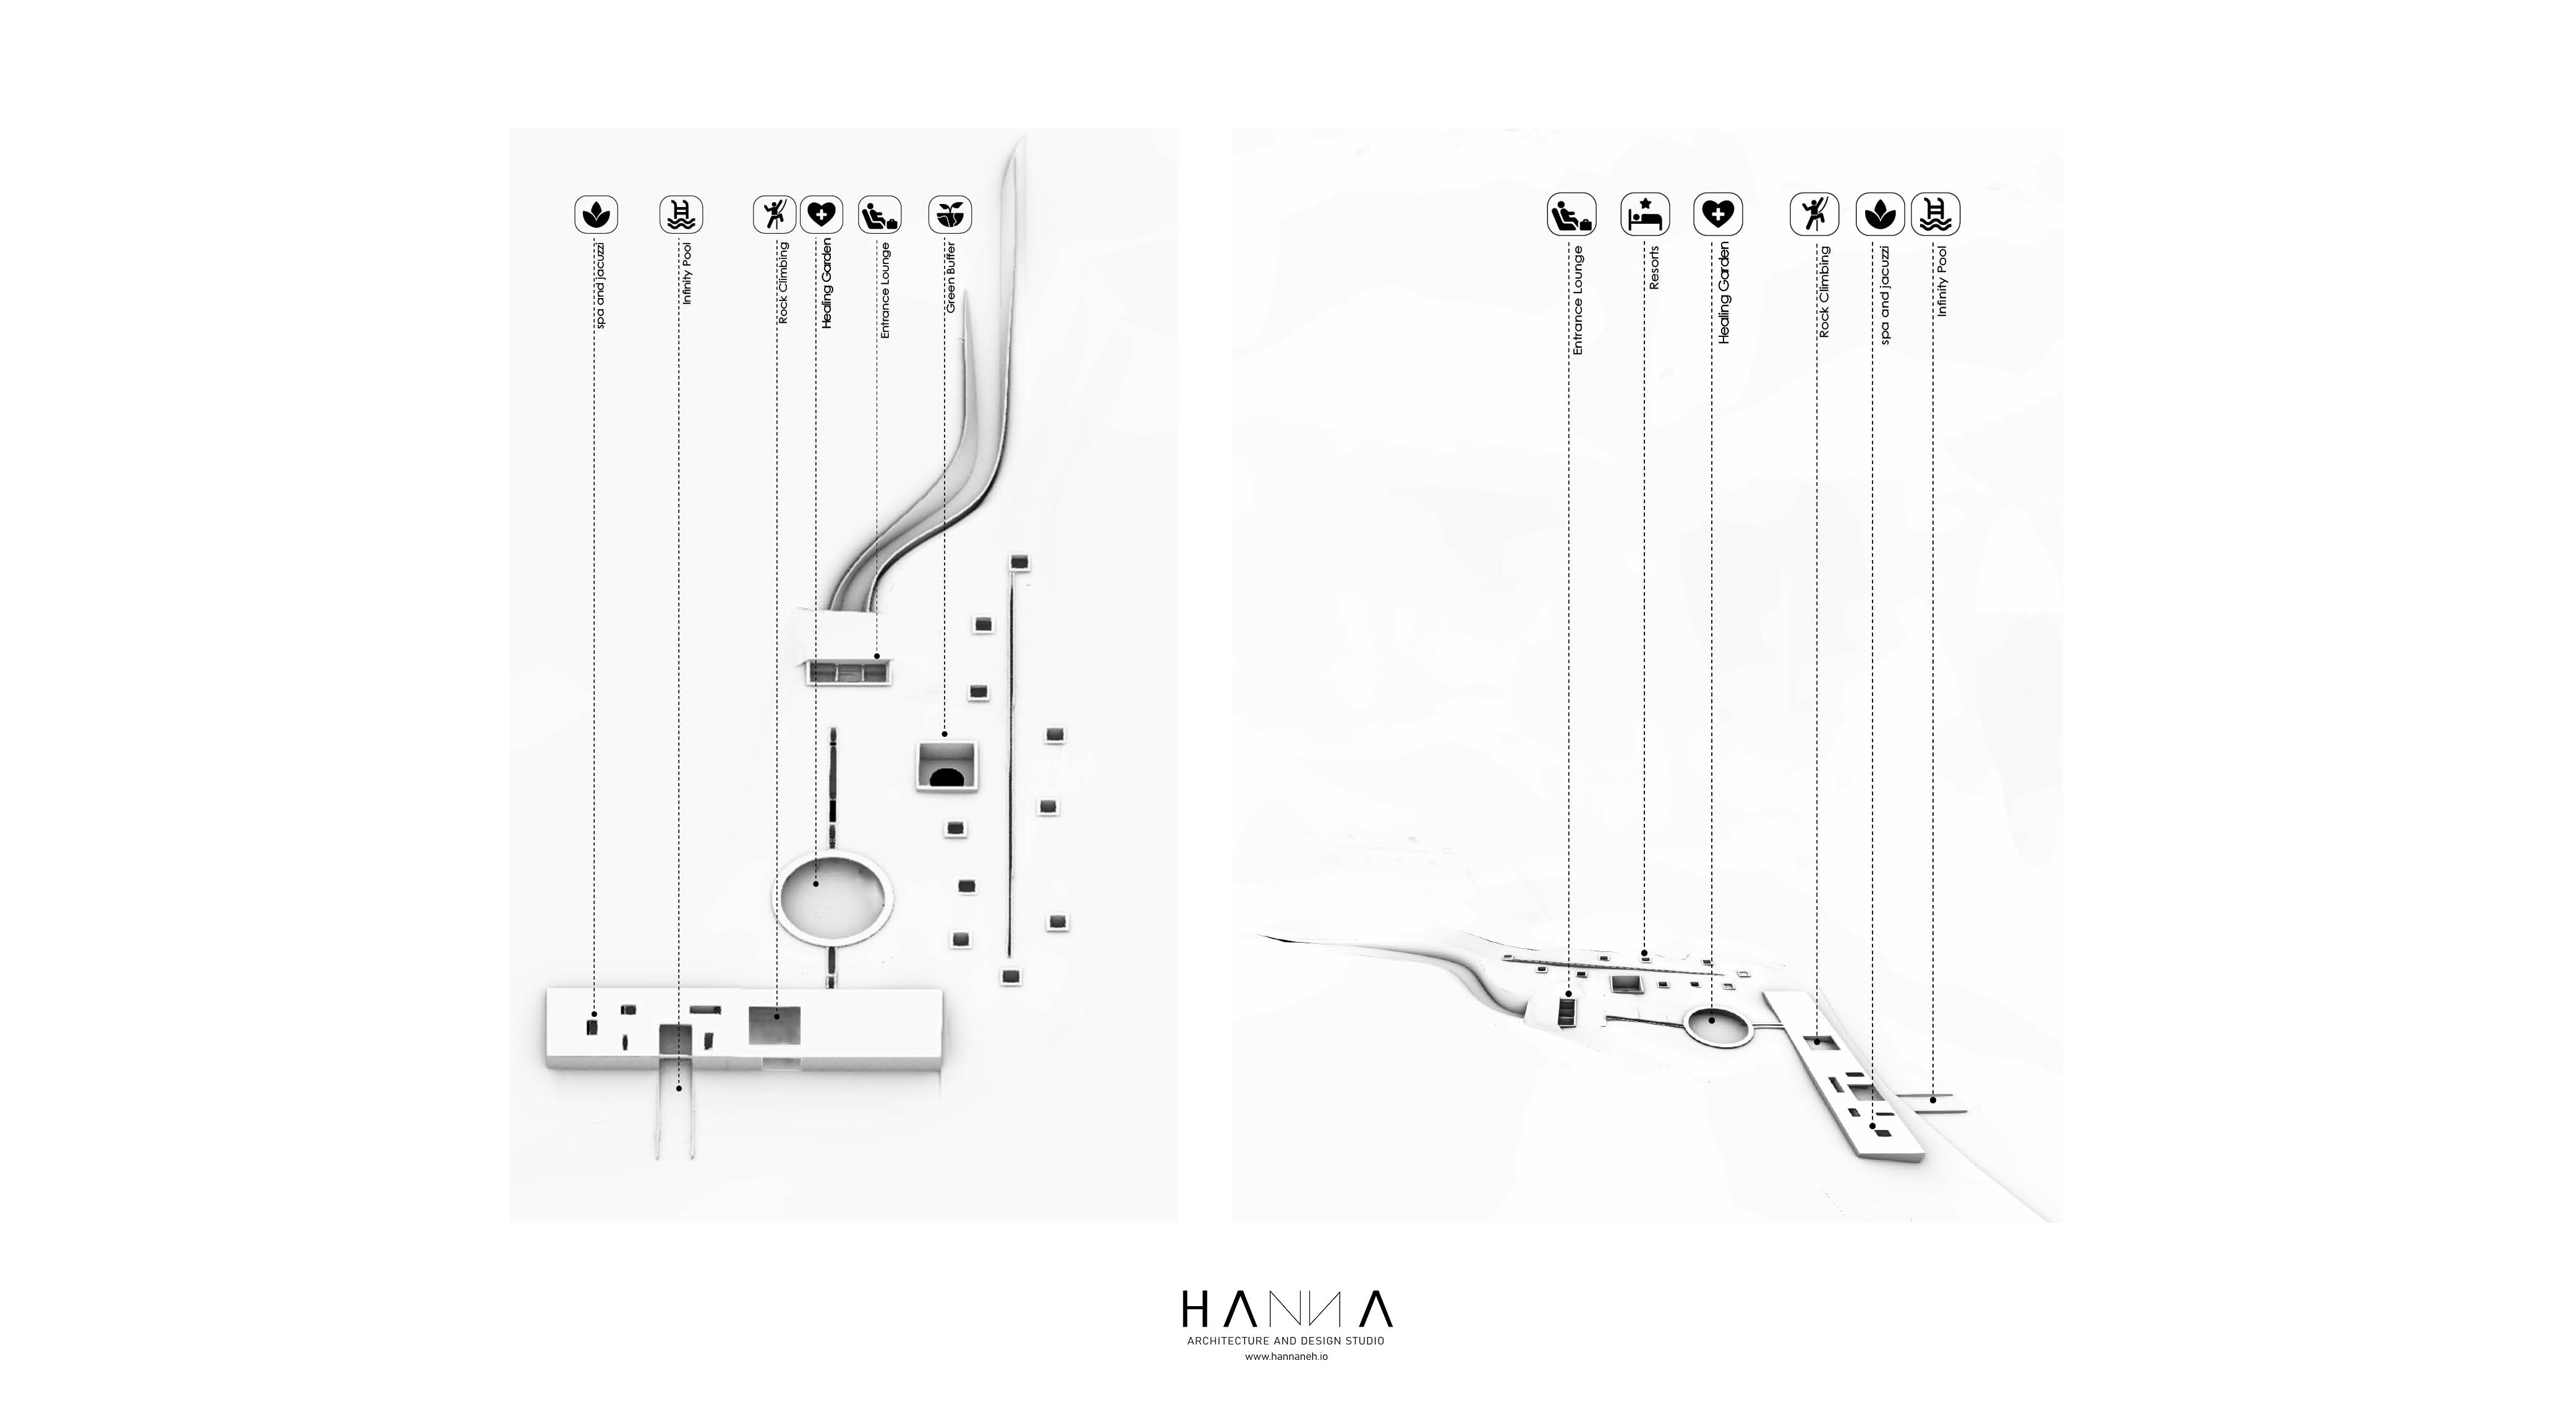 spa and jacuzzi
Infinity Pool
Rock Climbing
Healing Garden
Entrance Lounge
Green Buffer
Entrance Lounge
Resorts
Healing Garden
Rock Climbing
spa and jacuzzi
Infinity Pool
HANNA
ARCHITECTURE AND DESIGN STUDIO
www.hannaneh.io